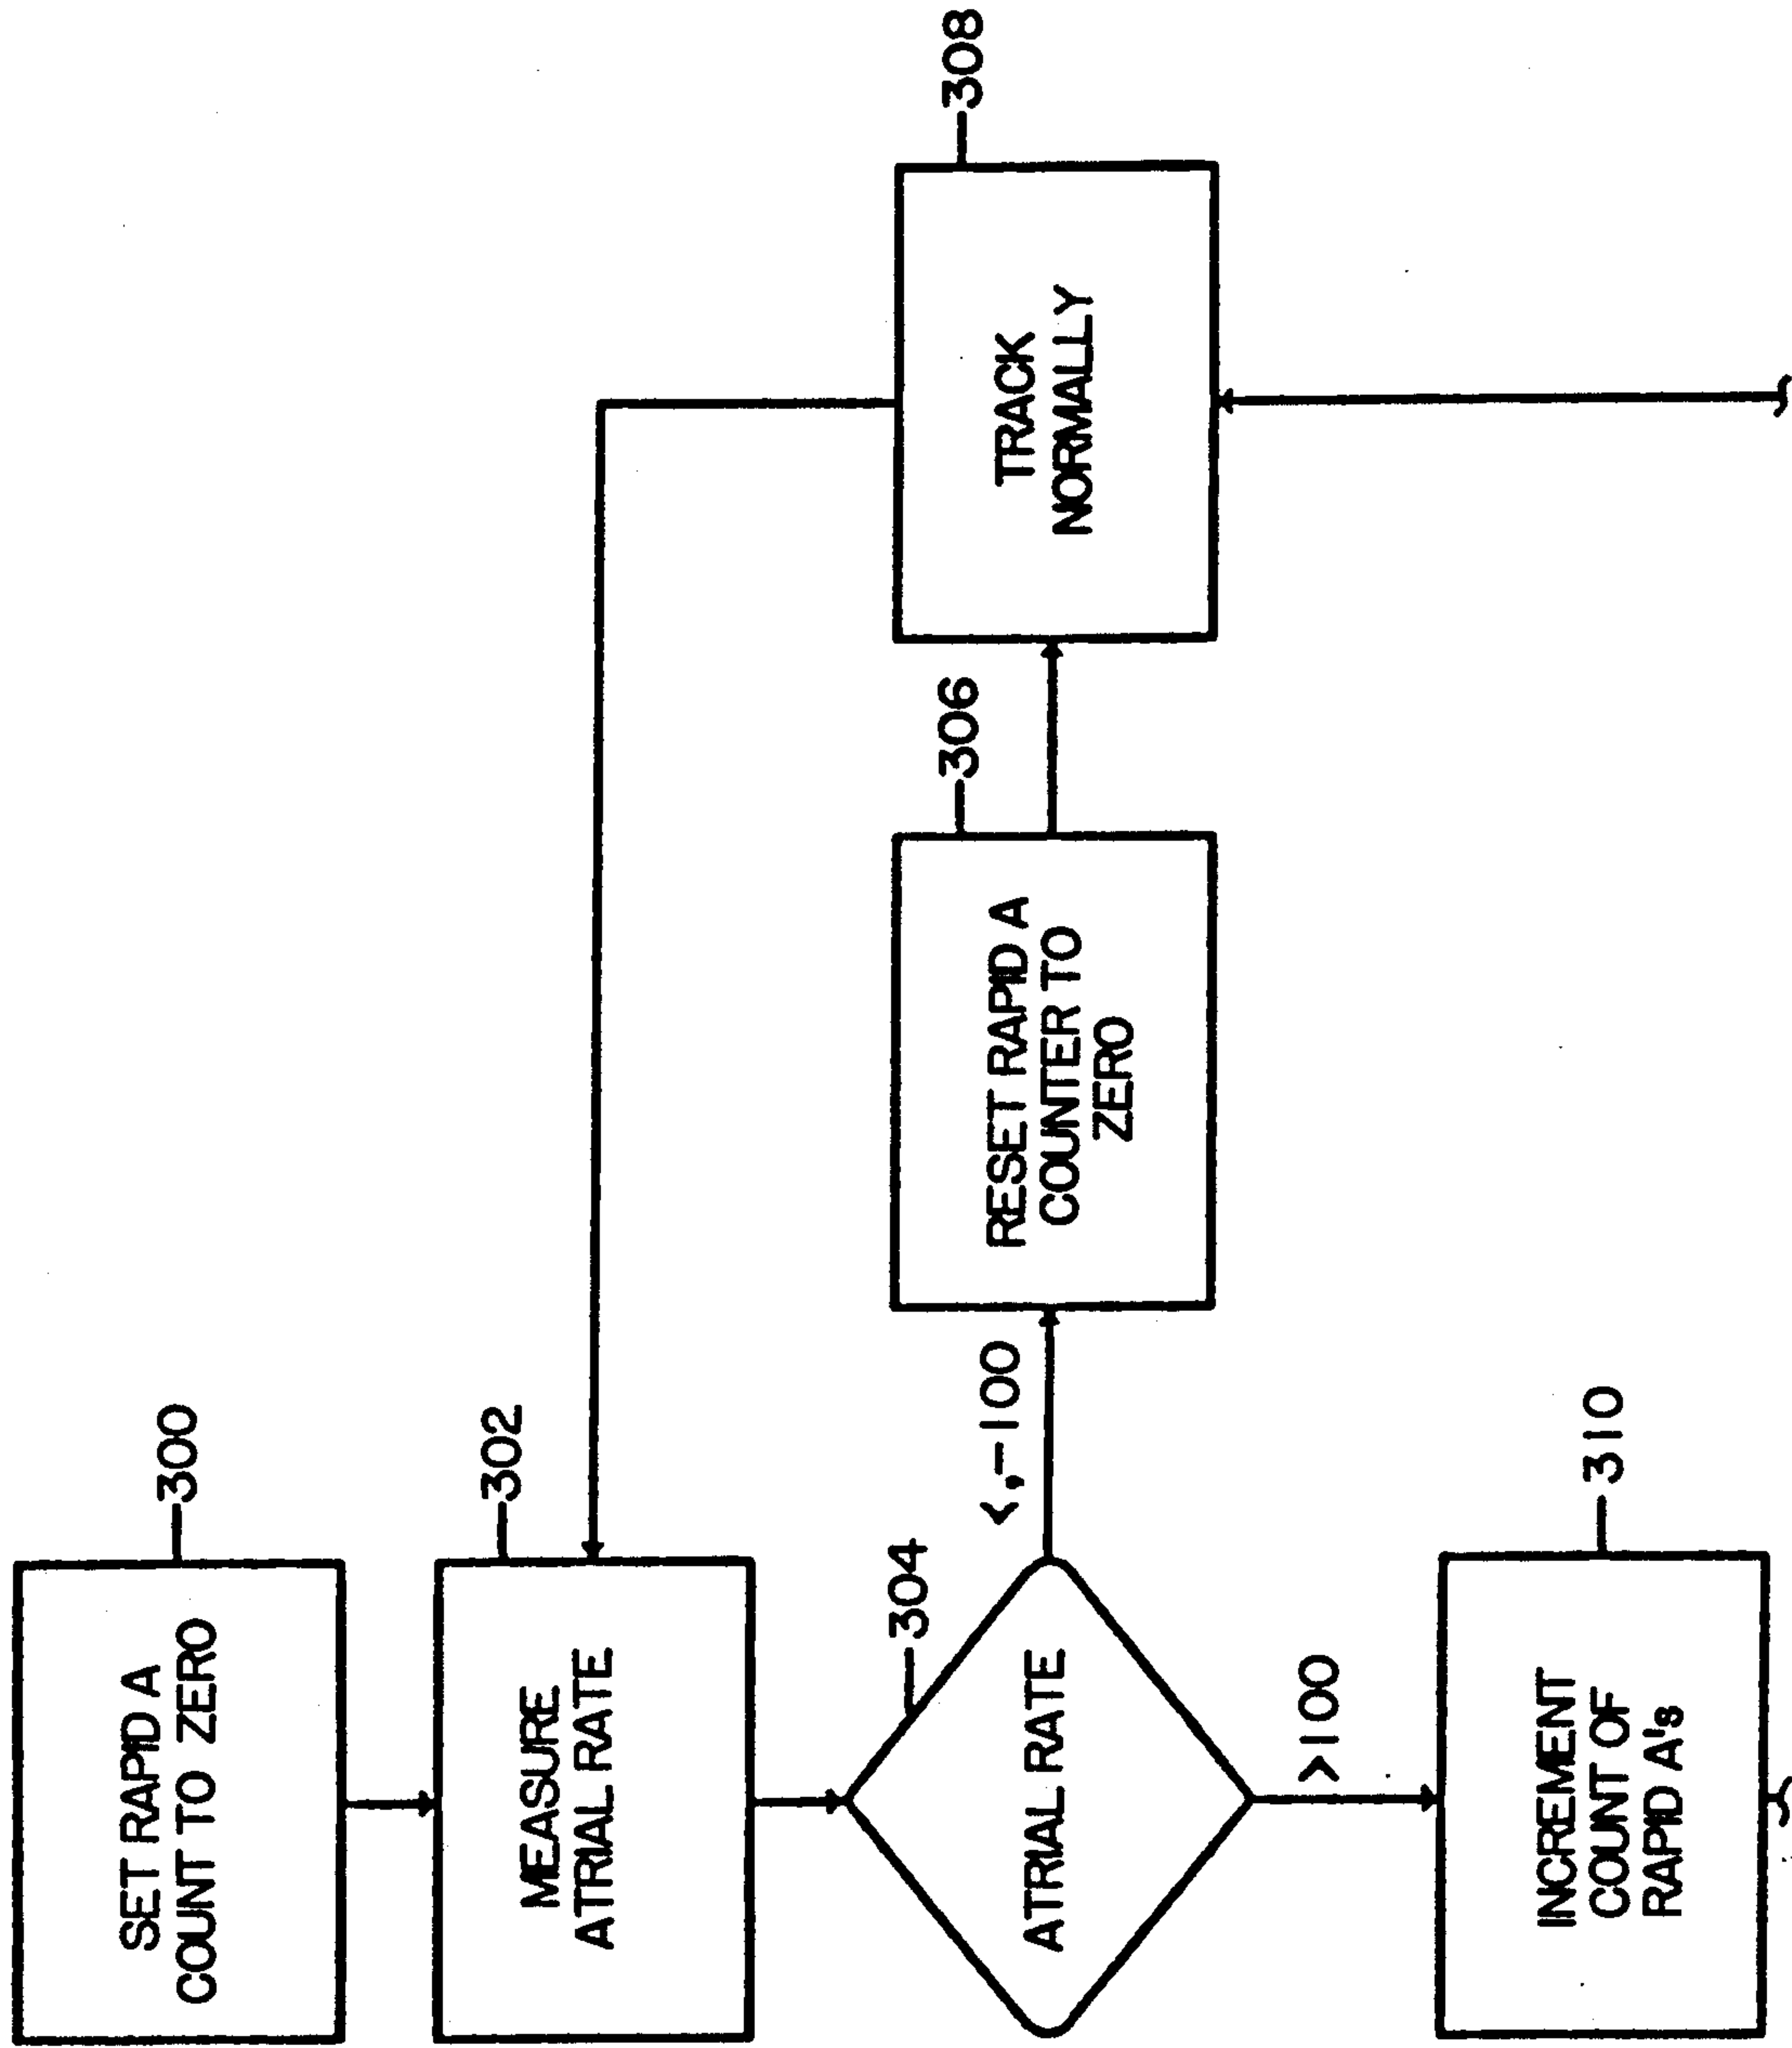 SET RAPID A
COUNT TO ZERO
300
MEASURE
ATRIAL RATE
302
ATRIAL RATE
304
<,-100
RESET RAPID A
COUNTER TO
ZERO
306
TRACK
NORMALLY
308
>100
INCREMENT
COUNT OF
RAPID A's
310